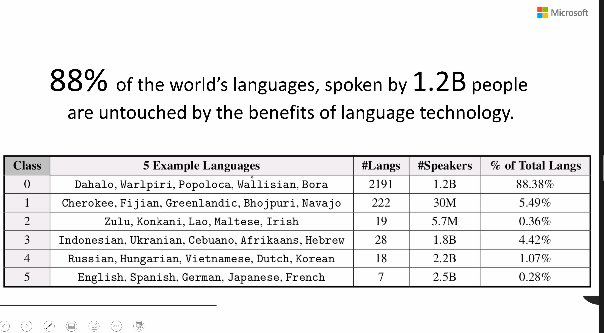 Microsoft
88% of the world's languages, spoken by 1.2B people
are untouched by the benefits of language technology.
Class 5 Example Languages #Langs #Speakers % of Total Langs
0 Dahalo, Warlpiri, Popoloca, Wallisian, Bora 2191 1.2B 88.38%
1 Cherokee, Fijian, Greenlandic, Bhojpuri, Navajo 222 30M 5.49%
2 Zulu, Konkani, Lao, Maltese, Irish 19 5.7M 0.36%
3 Indonesian, Ukranian, Cebuano, Afrikaans, Hebrew 28 1.8B 4.42%
4 Russian, Hungarian, Vietnamese, Dutch, Korean 18 2.2B 1.07%
5 English, Spanish, German, Japanese, French 7 2.5B 0.28%